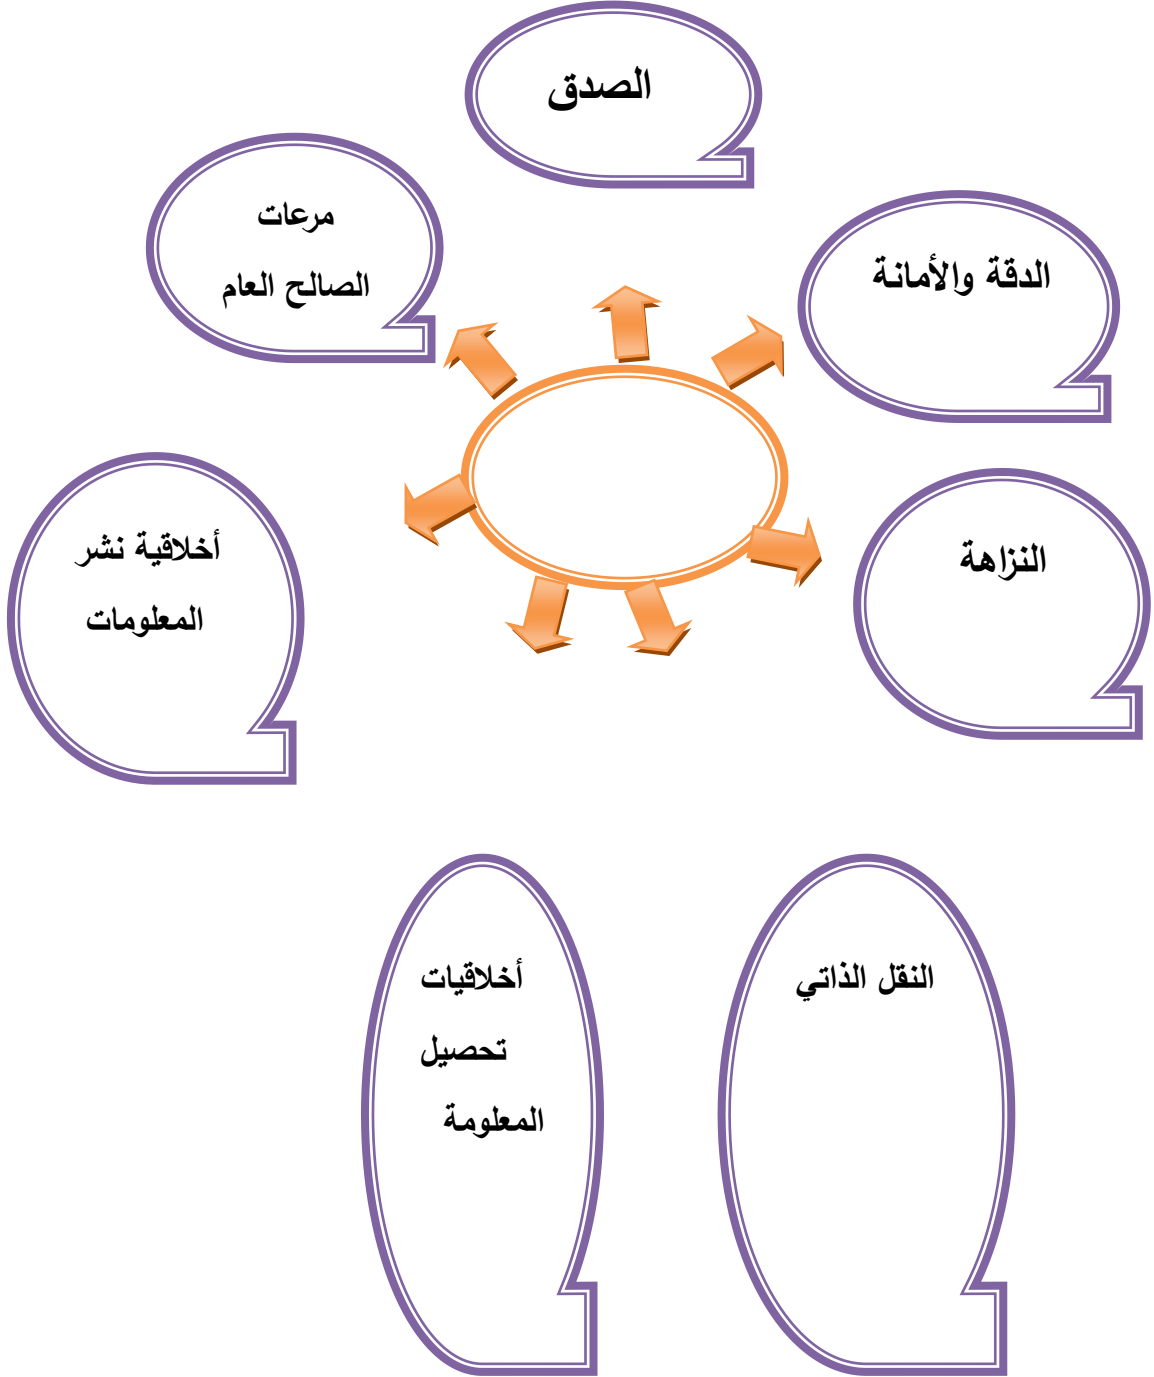 الصدق
مرعات
الصالح العام
الدقة والأمانة
أخلاقية نشر
المعلومات
النزاهة
أخلاقيات
تحصيل
المعلومة
النقل الذاتي